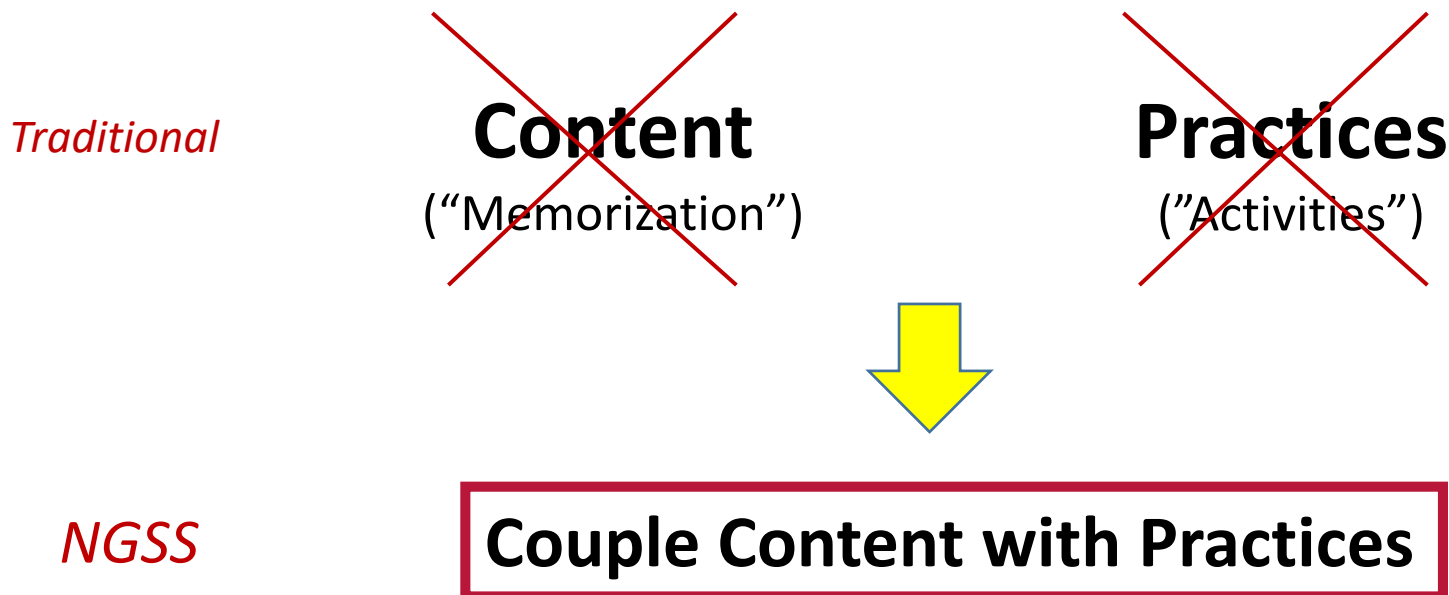 Traditional
Content
Practices
(“Memorization”)
(”Activities”)
NGSS
Couple Content with Practices